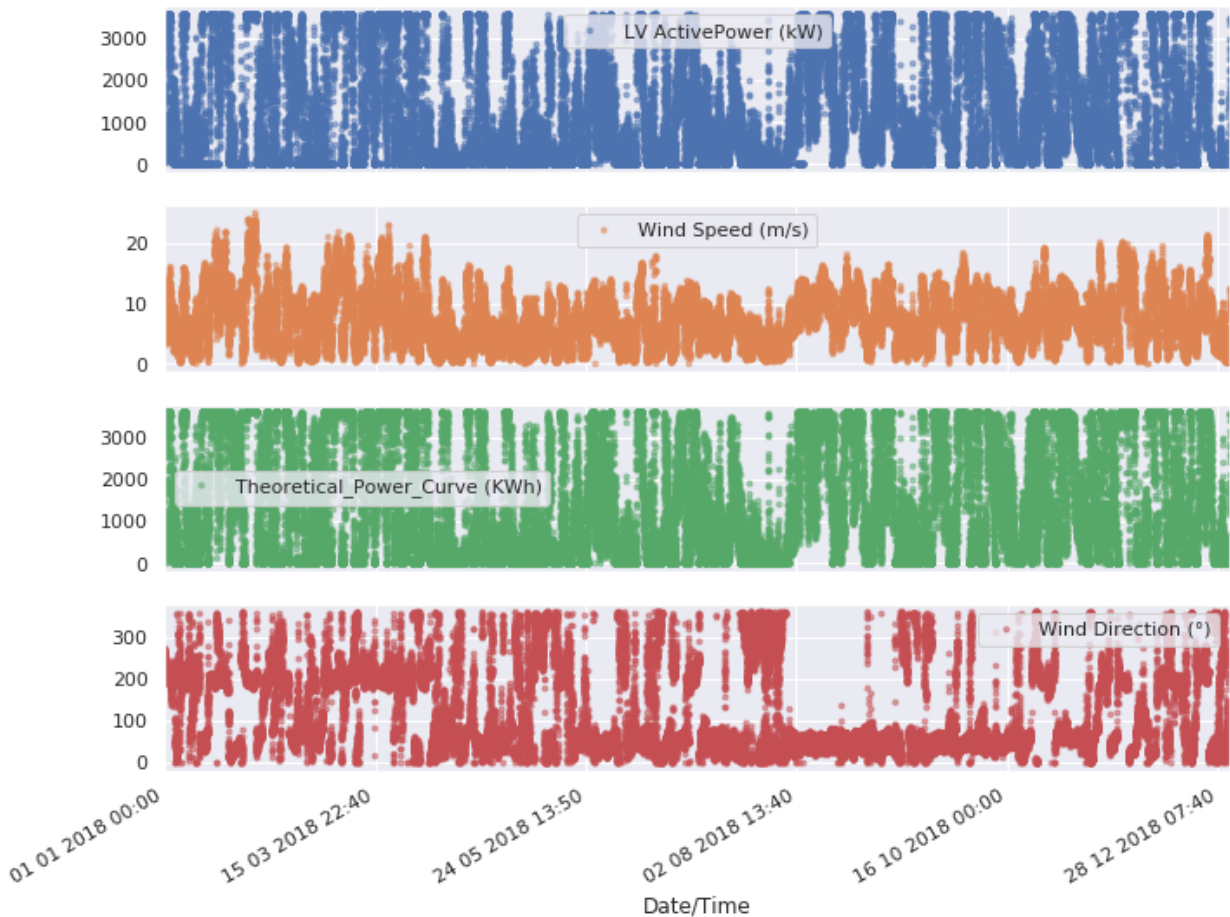 3000
2000
1000
0
LV ActivePower (kW)
20
10
0
Wind Speed (m/s)
3000
2000
1000
0
Theoretical_Power_Curve (KWh)
300
200
100
0
Wind Direction (°)
01 01 2018 00:00
15 03 2018 22:40
24 05 2018 13:50
02 08 2018 13:40
16 10 2018 00:00
28 12 2018 07:40
Date/Time